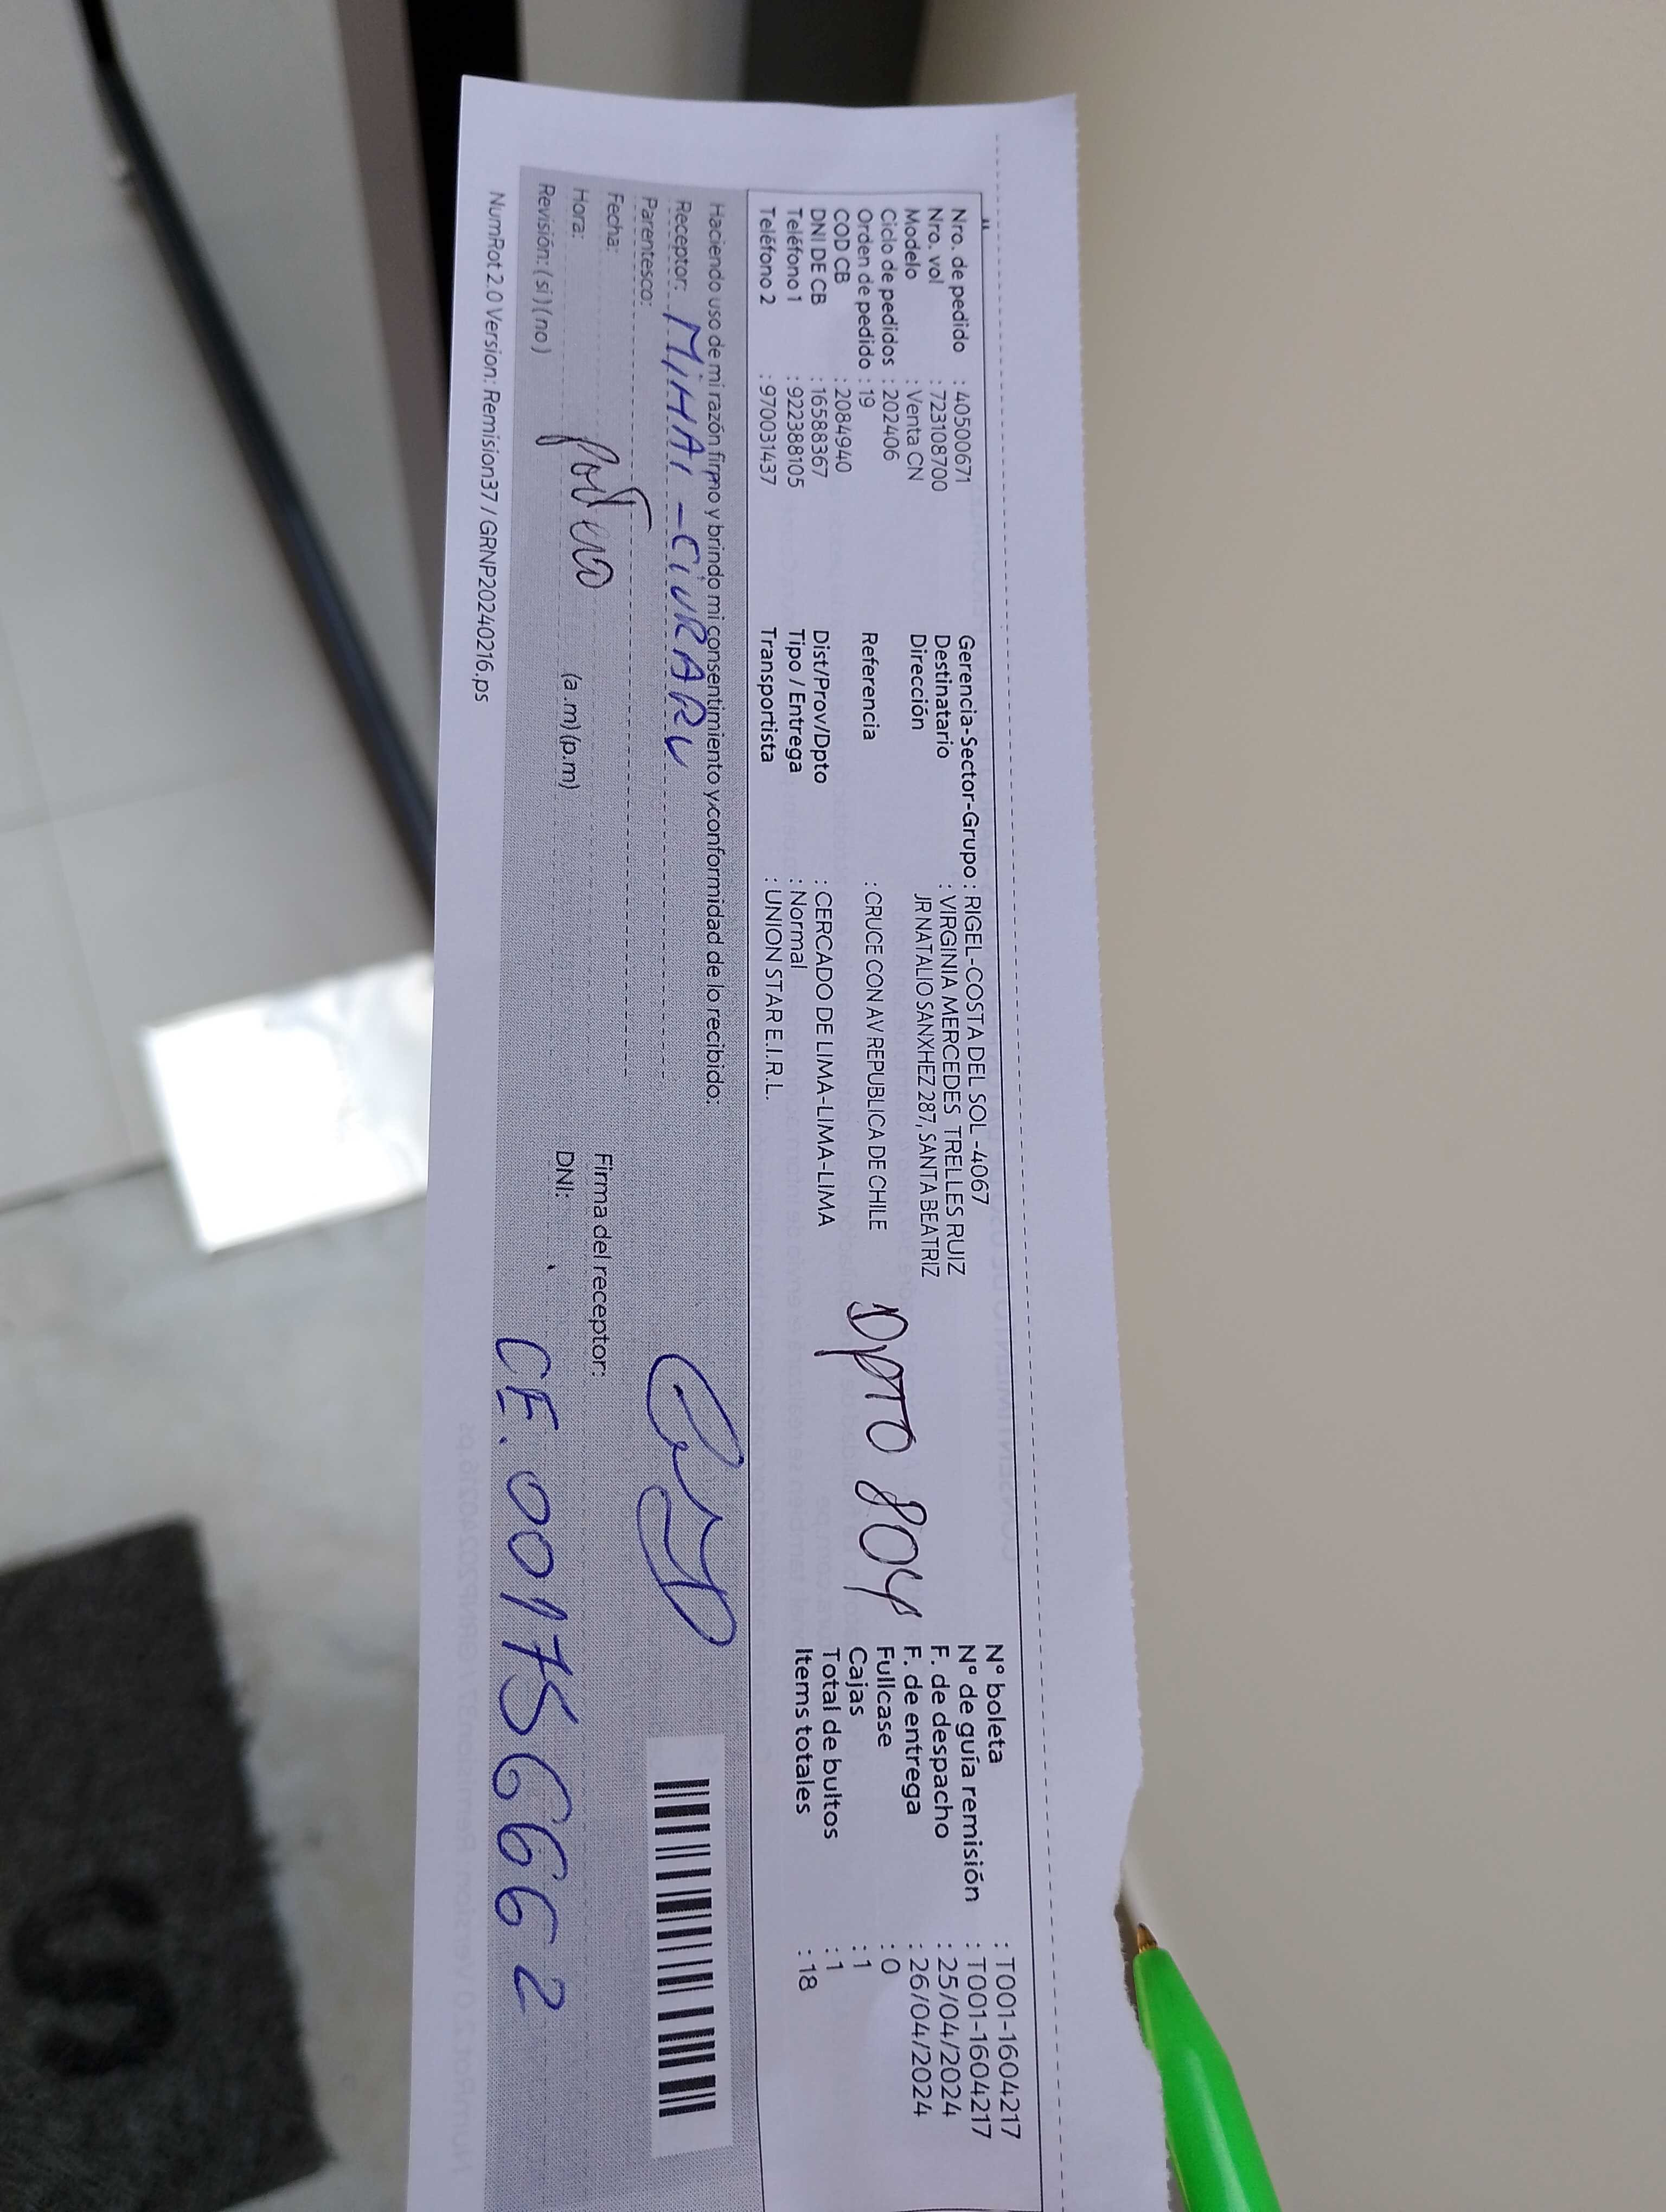 Nro. de pedido : 40500671
Nro. vol : 723108700
Modelo : Venta CN
Ciclo de pedidos : 202406
Orden de pedido : 19
COD CB : 2084940
DNI DE CB : 16588367
Teléfono 1 : 922388105
Teléfono 2 : 970031437
Gerencia-Sector-Grupo : RIGEL-COSTA DEL SOL -4067
Destinatario : VIRGINIA MERCEDES TRELLES RUIZ
Dirección JR NATALIO SANXHEZ 287, SANTA BEATRIZ
Referencia : CRUCE CON AV REPUBLICA DE CHILE
Dist/Prov/Dpto : CERCADO DE LIMA-LIMA-LIMA
Tipo / Entrega : Normal
Transportista : UNION STAR E.I.R.L.
DPTO 804
N° boleta : T001-1604217
N° de guía remisión : T001-1604217
F. de despacho : 25/04/2024
F. de entrega : 26/04/2024
Fullcase : 0
Cajas : 1
Total de bultos : 1
Items totales : 18
Haciendo uso de mi razón firmo y brindo mi consentimiento y conformidad de lo recibido:
Receptor: MIHAI - CIURARU
Parentesco:
Fecha:
Hora: (a .m) (p.m)
Revisión: ( si ) ( no )
Firma del receptor:
DNI: CE. 001756662
NumRot 2.0 Version: Remision37 / GRNP20240216.ps
S